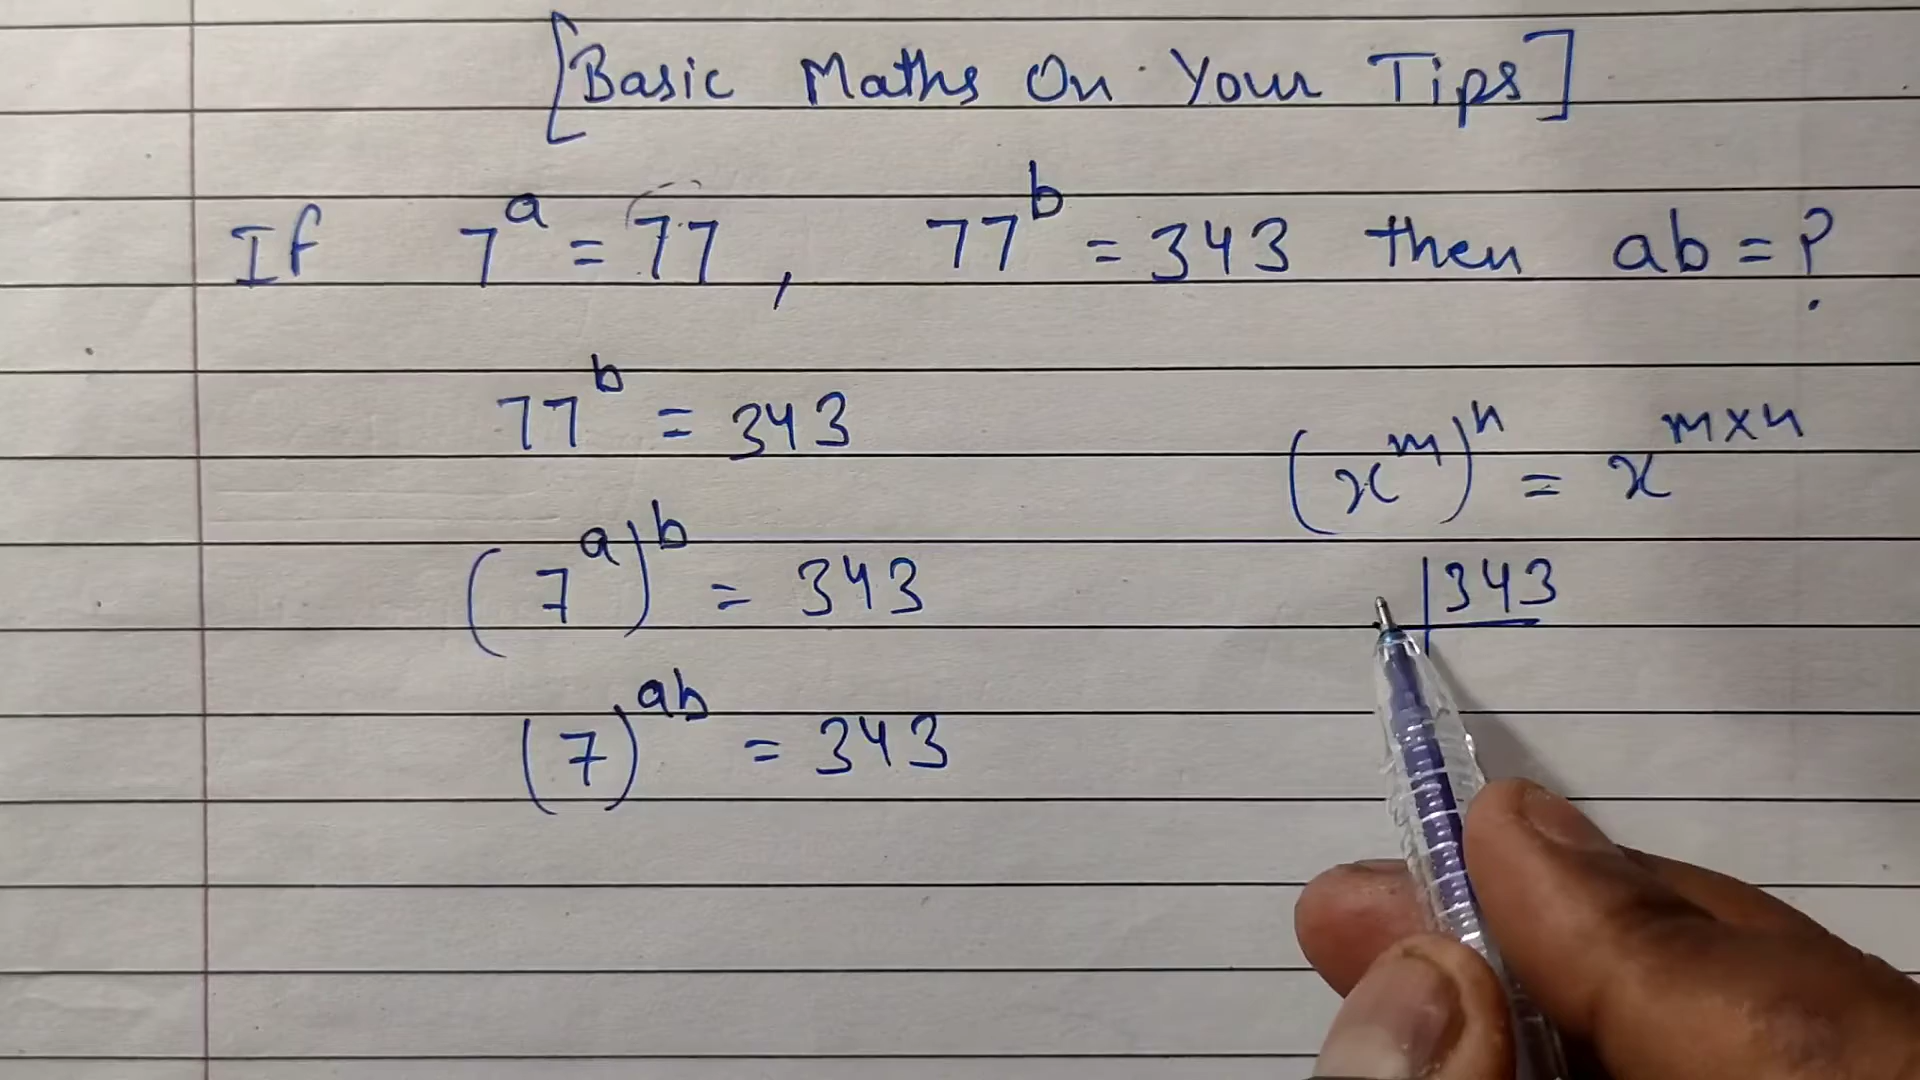 [Basic Maths On Your Tips]
If 7^a = 77, 77^b = 343 then ab = ?
77^b = 343
(x^m)^n = x^{m×n}
(7^a)^b = 343
343
(7)^{ab} = 343